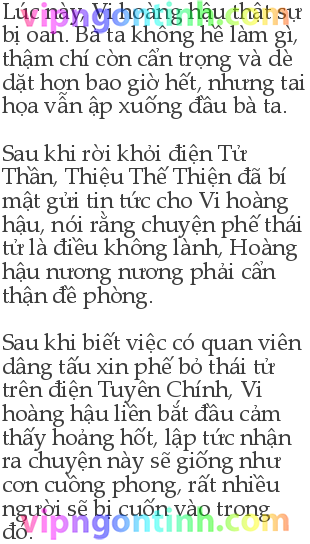 Lúc này, Vi hoàng hậu thật sự
bị oan. Bà ta không hề làm gì,
thậm chí còn cẩn trọng và dè
dặt hơn bao giờ hết, nhưng tai
họa vẫn ập xuống đầu bà ta.
Sau khi rời khỏi điện Tử
Thần, Thiệu Thế Thiện đã bí
mật gửi tin tức cho Vi hoàng
hậu, nói rằng chuyện phế thái
tử là điều không lành, Hoàng
hậu nương nương phải cẩn
thận đề phòng.
Sau khi biết việc có quan viên
dâng tấu xin phế bỏ thái tử
trên điện Tuyên Chính, Vi
hoàng hậu liền bắt đầu cảm
thấy hoảng hốt, lập tức nhận
ra chuyện này sẽ giống như
cơn cuồng phong, rất nhiều
người sẽ bị cuốn vào trong
đó.
vipngontinh.com
vipngontinh.com